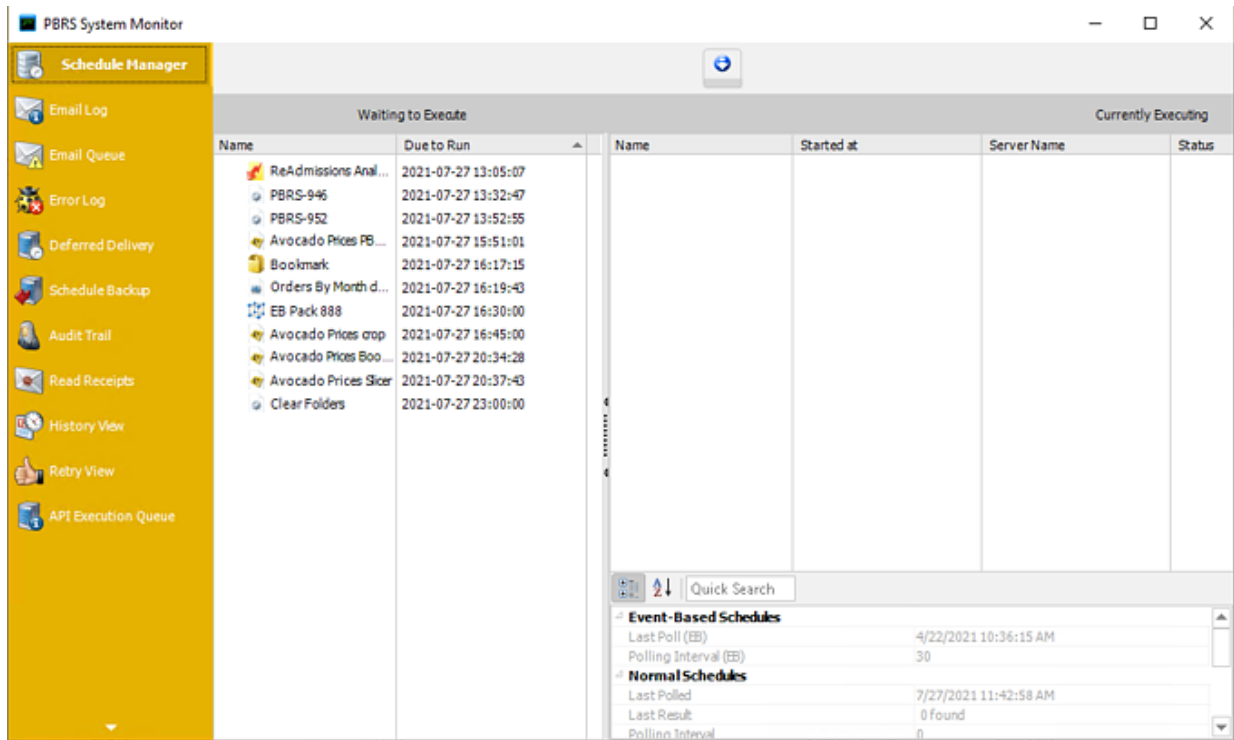 PBRS System Monitor
Schedule Manager
Email Log
Email Queue
Error Log
Deferred Delivery
Schedule Backup
Audit Trail
Read Receipts
History View
Retry View
API Execution Queue
Waiting to Execute
Name Due to Run
ReAdmissions Anal... 2021-07-27 13:05:07
PBRS-946 2021-07-27 13:32:47
PBRS-952 2021-07-27 13:52:55
Avocado Prices PB... 2021-07-27 15:51:01
Bookmark 2021-07-27 16:17:15
Orders By Month d... 2021-07-27 16:19:43
EB Pack 888 2021-07-27 16:30:00
Avocado Prices crop 2021-07-27 16:45:00
Avocado Prices Boo... 2021-07-27 20:34:28
Avocado Prices Slicer 2021-07-27 20:37:43
Clear Folders 2021-07-27 23:00:00
Currently Executing
Name Started at Server Name Status
Quick Search
Event-Based Schedules
Last Poll (EB) 4/22/2021 10:36:15 AM
Polling Interval (EB) 30
Normal Schedules
Last Polled 7/27/2021 11:42:58 AM
Last Result 0 found
Polling Interval 0